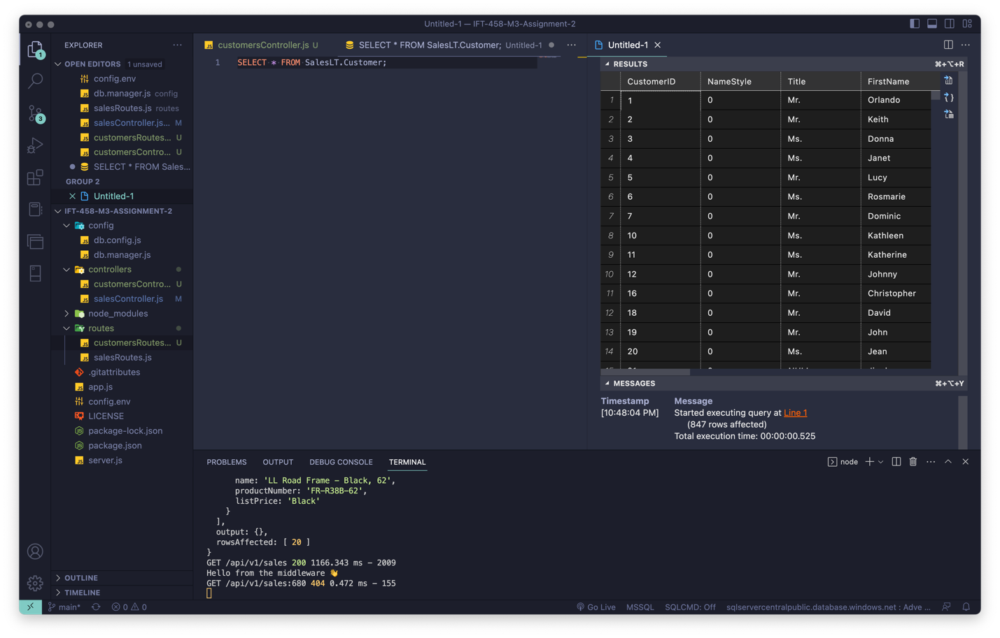 Untitled-1 — IFT-458-M3-Assignment-2
1
3
EXPLORER
OPEN EDITORS 1 unsaved
config.env
db.manager.js config
salesRoutes.js routes
salesController.js... M
customersRoutes... U
customersContro... U
SELECT * FROM Sales...
GROUP 2
Untitled-1
IFT-458-M3-ASSIGNMENT-2
config
db.config.js
db.manager.js
controllers
customersContro... U
salesController.js M
node_modules
routes
customersRoutes... U
salesRoutes.js
.gitattributes
app.js
config.env
LICENSE
package-lock.json
package.json
server.js
OUTLINE
TIMELINE
customersController.js U
SELECT * FROM SalesLT.Customer; Untitled-1
1 SELECT * FROM SalesLT.Customer;
Untitled-1
RESULTS ⌘+⌥+R
CustomerID NameStyle Title FirstName
1 1 0 Mr. Orlando
2 2 0 Mr. Keith
3 3 0 Ms. Donna
4 4 0 Ms. Janet
5 5 0 Mr. Lucy
6 6 0 Ms. Rosmarie
7 7 0 Mr. Dominic
8 10 0 Ms. Kathleen
9 11 0 Ms. Katherine
10 12 0 Mr. Johnny
11 16 0 Mr. Christopher
12 18 0 Mr. David
13 19 0 Mr. John
14 20 0 Ms. Jean
MESSAGES ⌘+⌥+Y
Timestamp Message
[10:48:04 PM] Started executing query at Line 1
(847 rows affected)
Total execution time: 00:00:00.525
PROBLEMS OUTPUT DEBUG CONSOLE TERMINAL node
name: 'LL Road Frame - Black, 62',
productNumber: 'FR-R38B-62',
listPrice: 'Black'
}
],
output: {},
rowsAffected: [ 20 ]
}
GET /api/v1/sales 200 1166.343 ms - 2009
Hello from the middleware 👋
GET /api/v1/sales:680 404 0.472 ms - 155
main* 0 0 Go Live MSSQL SQLCMD: Off sqlservercentralpublic.database.windows.net : Adve ...